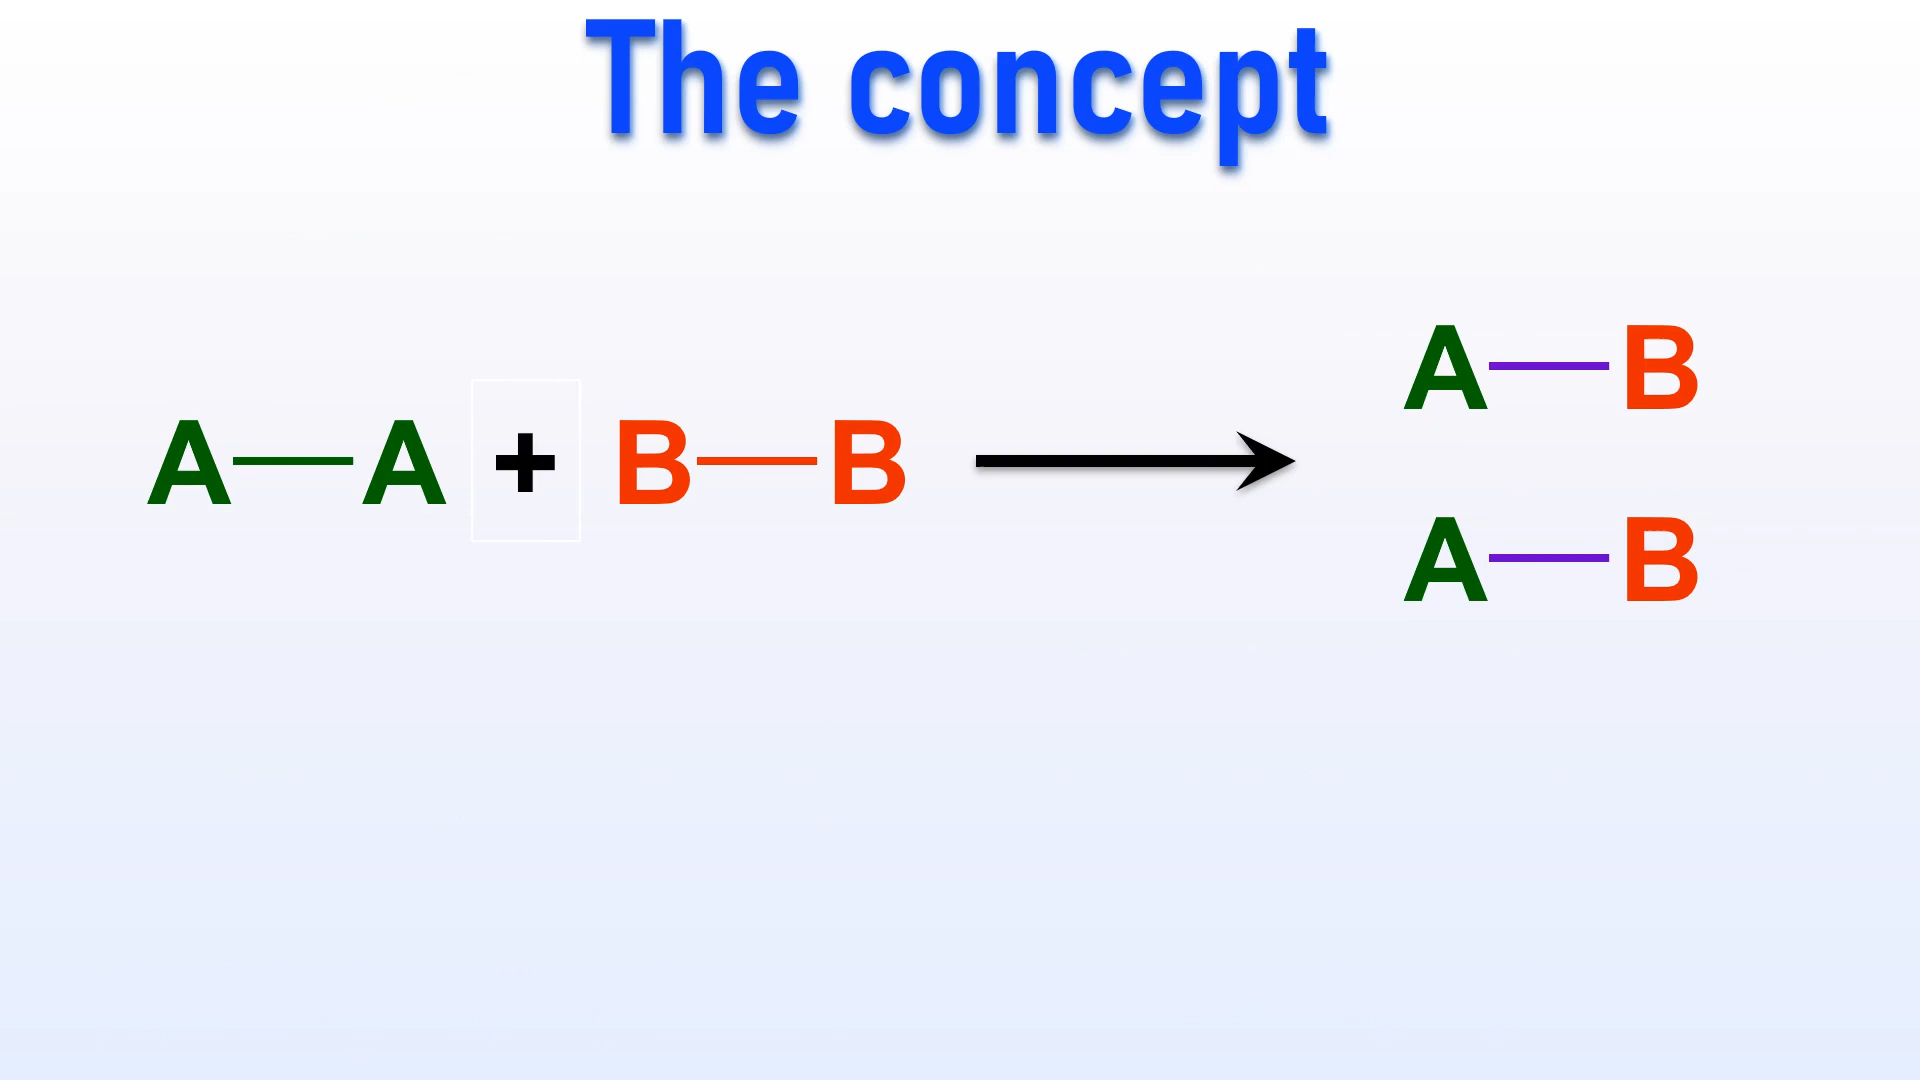 The concept
A—B
A—A + B—B
A—B